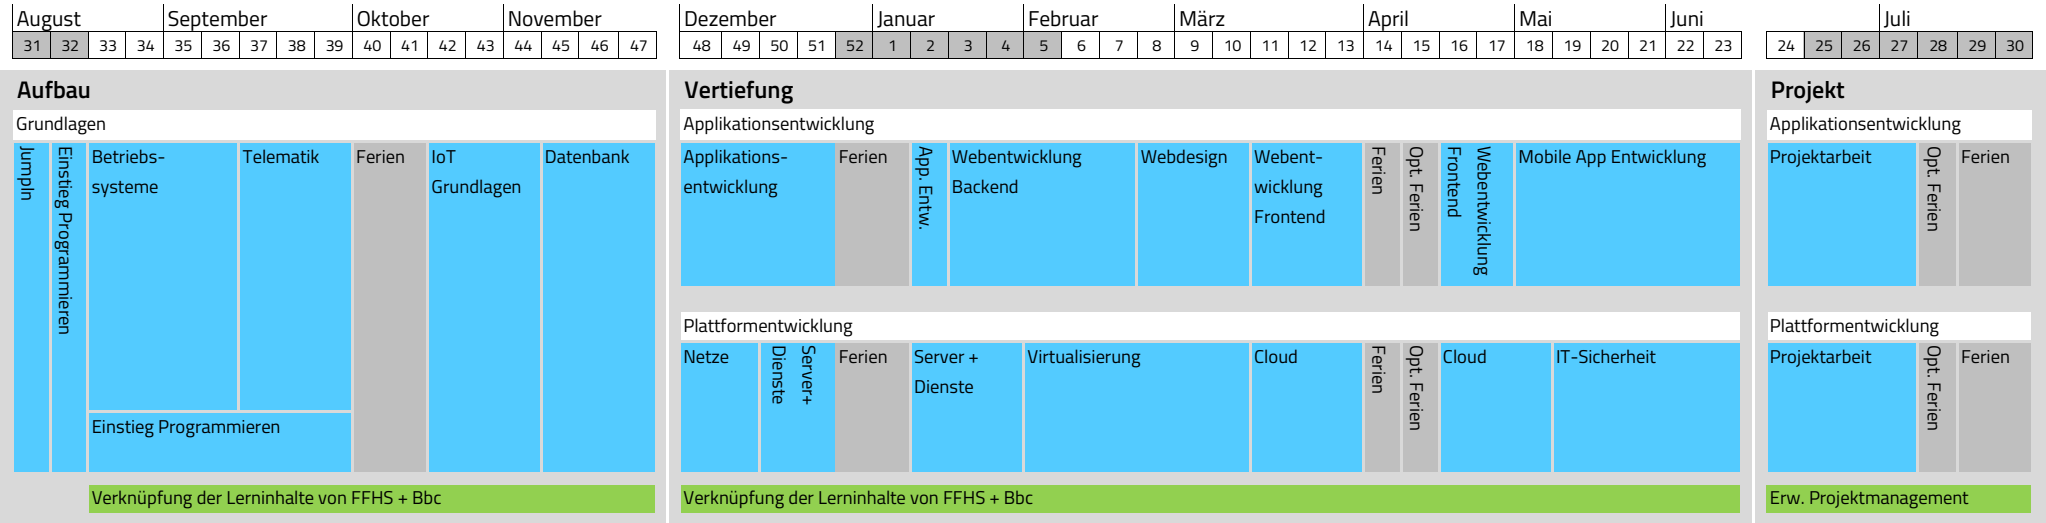 August September Oktober November Dezember Januar Februar März April Mai Juni Juli
31 32 33 34 35 36 37 38 39 40 41 42 43 44 45 46 47 48 49 50 51 52 1 2 3 4 5 6 7 8 9 10 11 12 13 14 15 16 17 18 19 20 21 22 23 24 25 26 27 28 29 30
Aufbau
Grundlagen
JumpIn
Einstieg Programmieren
Betriebs-
systeme
Telematik
Ferien
IoT
Grundlagen
Datenbank
Einstieg Programmieren
Verknüpfung der Lerninhalte von FFHS + Bbc
Vertiefung
Applikationsentwicklung
Applikations-
entwicklung
Ferien
App. Entw.
Webentwicklung
Backend
Webdesign
Webent-
wicklung
Frontend
Ferien
Opt. Ferien
Webentwicklung
Frontend
Mobile App Entwicklung
Plattformentwicklung
Netze
Server+
Dienste
Ferien
Server +
Dienste
Virtualisierung
Cloud
Ferien
Opt. Ferien
Cloud
IT-Sicherheit
Verknüpfung der Lerninhalte von FFHS + Bbc
Projekt
Applikationsentwicklung
Projektarbeit
Opt. Ferien
Ferien
Plattformentwicklung
Projektarbeit
Opt. Ferien
Ferien
Erw. Projektmanagement